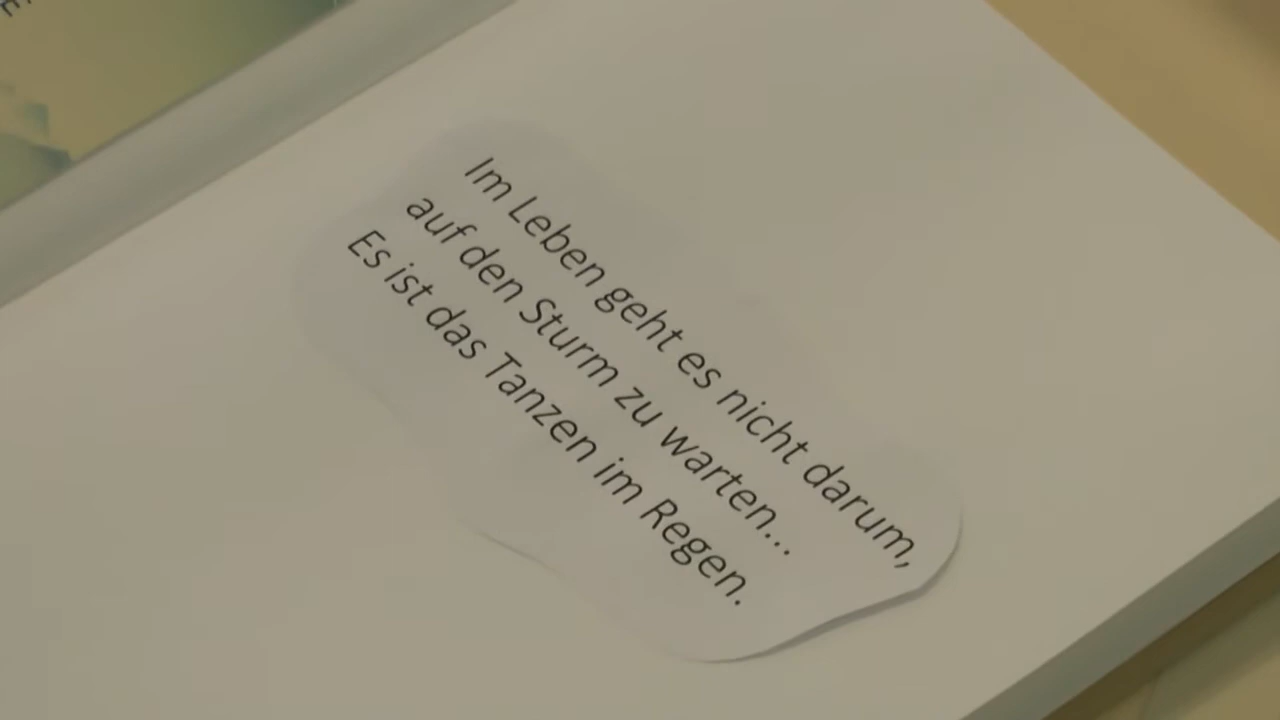 Im Leben geht es nicht darum,
auf den Sturm zu warten...
Es ist das Tanzen im Regen.